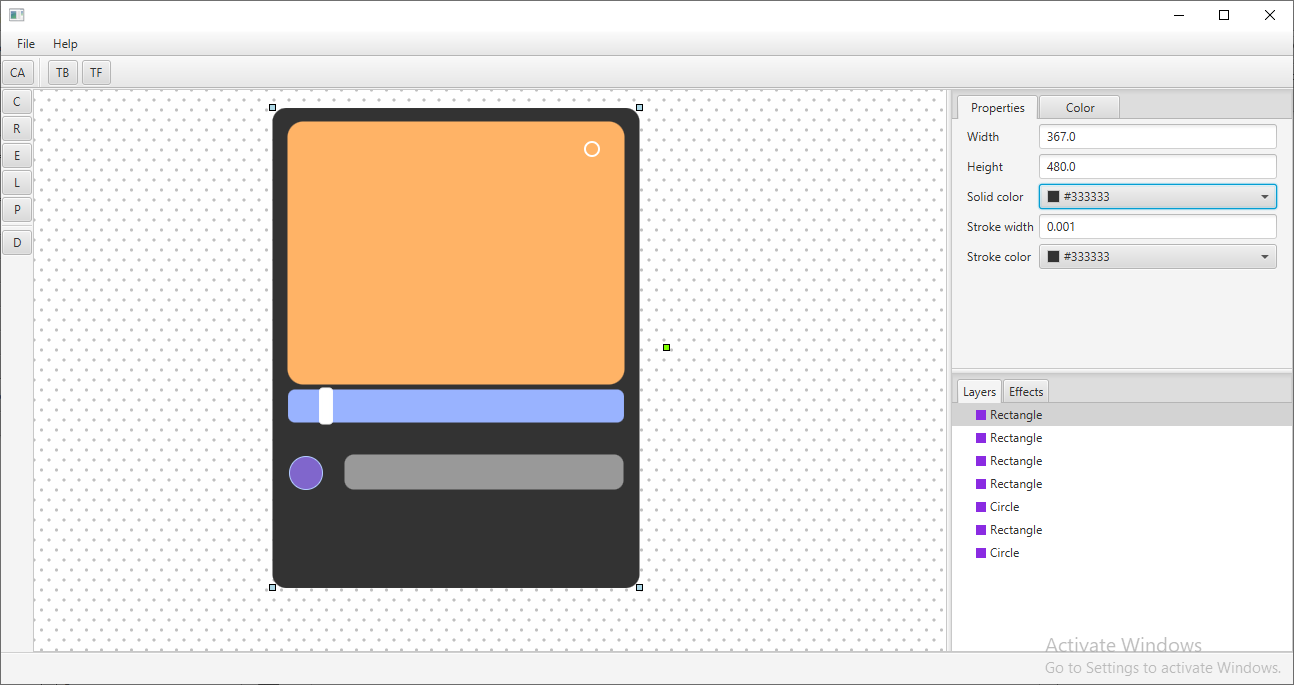 File Help
CA TB TF
C
R
E
L
P
D
Properties Color
Width 367.0
Height 480.0
Solid color #333333
Stroke width 0.001
Stroke color #333333
Layers Effects
Rectangle
Rectangle
Rectangle
Rectangle
Circle
Rectangle
Circle
Activate Windows
Go to Settings to activate Windows.